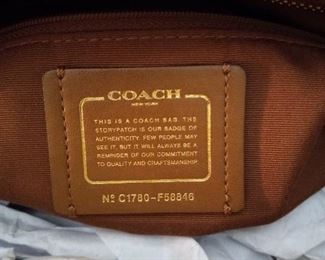 COACH
NEW YORK
THIS IS A COACH BAG. THE
STORYPATCH IS OUR BADGE OF
AUTHENTICITY. FEW PEOPLE MAY
SEE IT, BUT IT WILL ALWAYS BE A
REMINDER OF OUR COMMITMENT
TO QUALITY AND CRAFTSMANSHIP.
Nº C1780-F58846